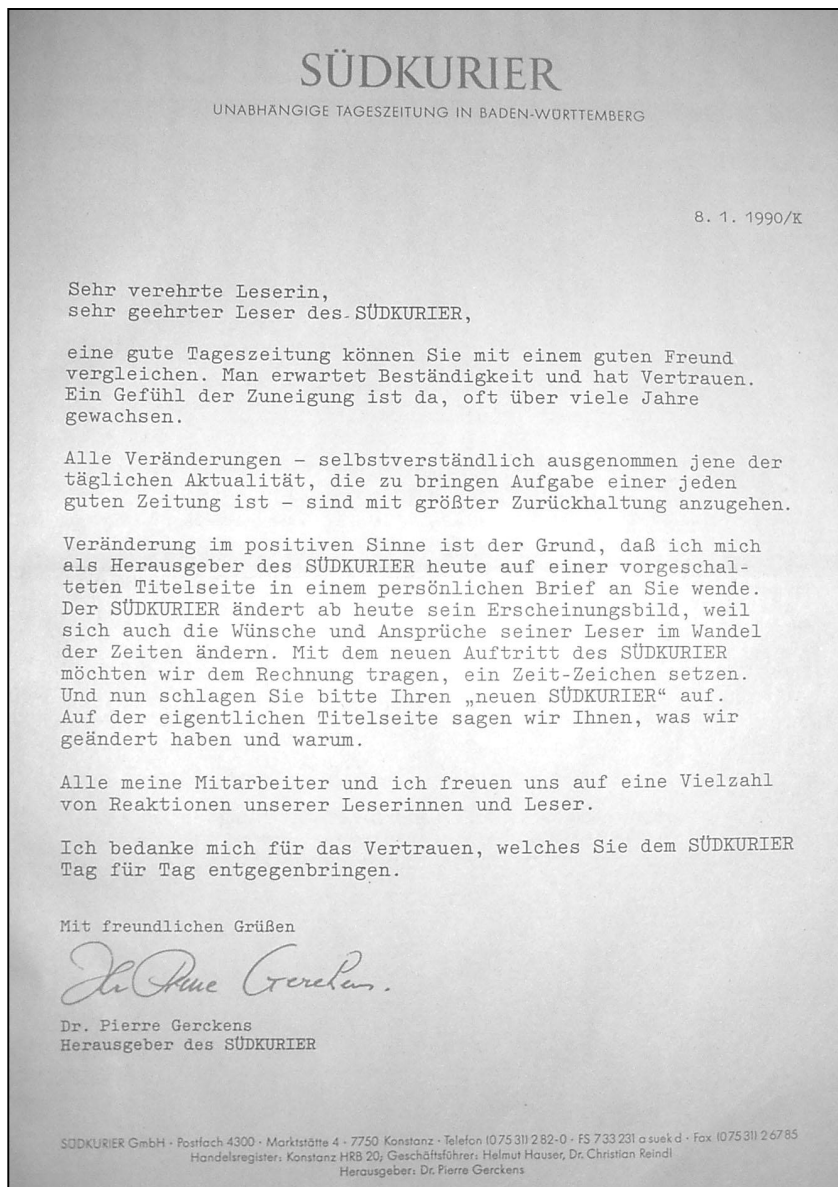 SÜDKURIER
UNABHÄNGIGE TAGESZEITUNG IN BADEN-WÜRTTEMBERG
8. 1. 1990/K
Sehr verehrte Leserin,
sehr geehrter Leser des SÜDKURIER,
eine gute Tageszeitung können Sie mit einem guten Freund
vergleichen. Man erwartet Beständigkeit und hat Vertrauen.
Ein Gefühl der Zuneigung ist da, oft über viele Jahre
gewachsen.
Alle Veränderungen – selbstverständlich ausgenommen jene der
täglichen Aktualität, die zu bringen Aufgabe einer jeden
guten Zeitung ist – sind mit größter Zurückhaltung anzugehen.
Veränderung im positiven Sinne ist der Grund, daß ich mich
als Herausgeber des SÜDKURIER heute auf einer vorgeschal-
teten Titelseite in einem persönlichen Brief an Sie wende.
Der SÜDKURIER ändert ab heute sein Erscheinungsbild, weil
sich auch die Wünsche und Ansprüche seiner Leser im Wandel
der Zeiten ändern. Mit dem neuen Auftritt des SÜDKURIER
möchten wir dem Rechnung tragen, ein Zeit-Zeichen setzen.
Und nun schlagen Sie bitte Ihren „neuen SÜDKURIER“ auf.
Auf der eigentlichen Titelseite sagen wir Ihnen, was wir
geändert haben und warum.
Alle meine Mitarbeiter und ich freuen uns auf eine Vielzahl
von Reaktionen unserer Leserinnen und Leser.
Ich bedanke mich für das Vertrauen, welches Sie dem SÜDKURIER
Tag für Tag entgegenbringen.
Mit freundlichen Grüßen
Ihr Pierre Gerckens.
Dr. Pierre Gerckens
Herausgeber des SÜDKURIER
SÜDKURIER GmbH · Postfach 4300 · Marktstätte 4 · 7750 Konstanz · Telefon (07531) 282-0 · FS 733231 a suek d · Fax (07531) 26785
Handelsregister: Konstanz HRB 20; Geschäftsführer: Helmut Hauser, Dr. Christian Reindl
Herausgeber: Dr. Pierre Gerckens